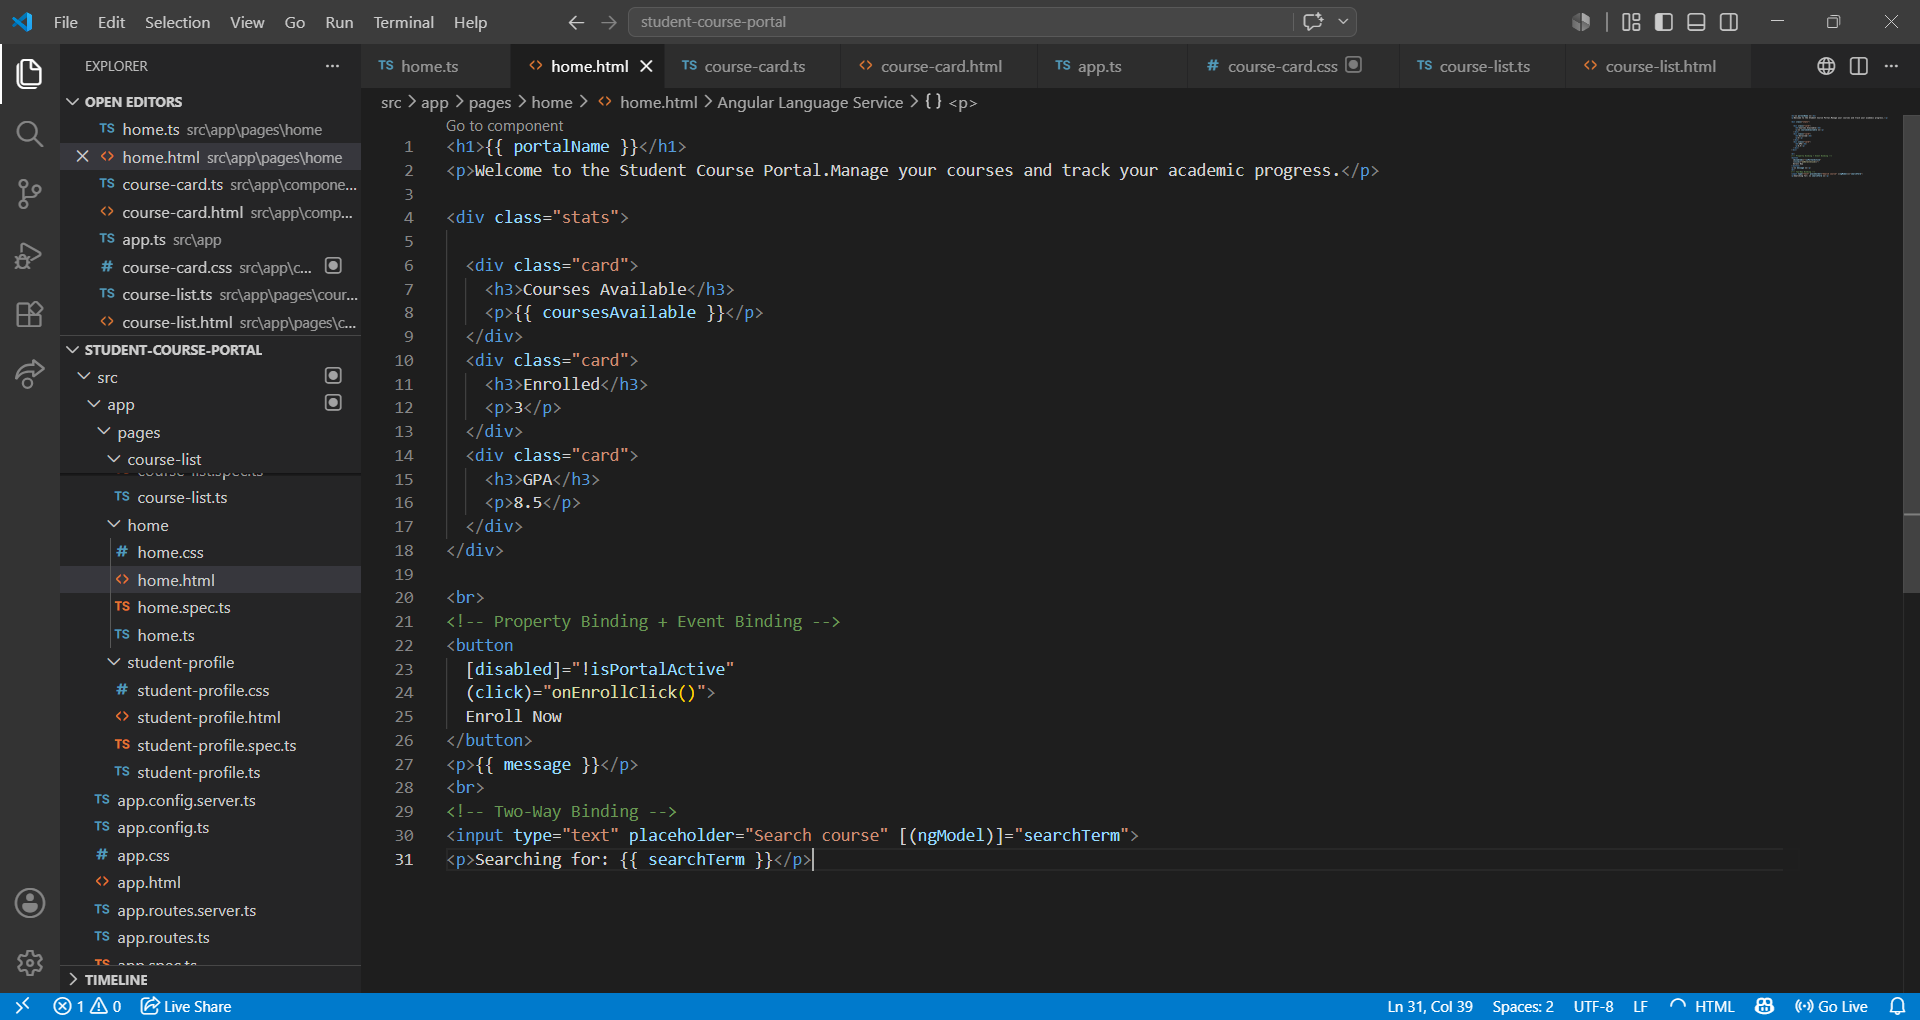 File Edit Selection View Go Run Terminal Help
student-course-portal
EXPLORER
OPEN EDITORS
TS home.ts src\app\pages\home
<> home.html src\app\pages\home
TS course-card.ts src\app\compone...
<> course-card.html src\app\comp...
TS app.ts src\app
# course-card.css src\app\c...
TS course-list.ts src\app\pages\cour...
<> course-list.html src\app\pages\c...
STUDENT-COURSE-PORTAL
src
app
pages
course-list
course-list.spec.ts
TS course-list.ts
home
# home.css
<> home.html
TS home.spec.ts
TS home.ts
student-profile
# student-profile.css
<> student-profile.html
TS student-profile.spec.ts
TS student-profile.ts
TS app.config.server.ts
TS app.config.ts
# app.css
<> app.html
TS app.routes.server.ts
TS app.routes.ts
TS app.spec.ts
TIMELINE
TS home.ts <> home.html TS course-card.ts <> course-card.html TS app.ts # course-card.css TS course-list.ts <> course-list.html
src > app > pages > home > <> home.html > Angular Language Service > {} <p>
Go to component
1 <h1>{{ portalName }}</h1>
2 <p>Welcome to the Student Course Portal.Manage your courses and track your academic progress.</p>
3
4 <div class="stats">
5
6 <div class="card">
7 <h3>Courses Available</h3>
8 <p>{{ coursesAvailable }}</p>
9 </div>
10 <div class="card">
11 <h3>Enrolled</h3>
12 <p>3</p>
13 </div>
14 <div class="card">
15 <h3>GPA</h3>
16 <p>8.5</p>
17 </div>
18 </div>
19
20 <br>
21 <!-- Property Binding + Event Binding -->
22 <button
23 [disabled]="!isPortalActive"
24 (click)="onEnrollClick()">
25 Enroll Now
26 </button>
27 <p>{{ message }}</p>
28 <br>
29 <!-- Two-Way Binding -->
30 <input type="text" placeholder="Search course" [(ngModel)]="searchTerm">
31 <p>Searching for: {{ searchTerm }}</p>
1 0 Live Share Ln 31, Col 39 Spaces: 2 UTF-8 LF HTML Go Live